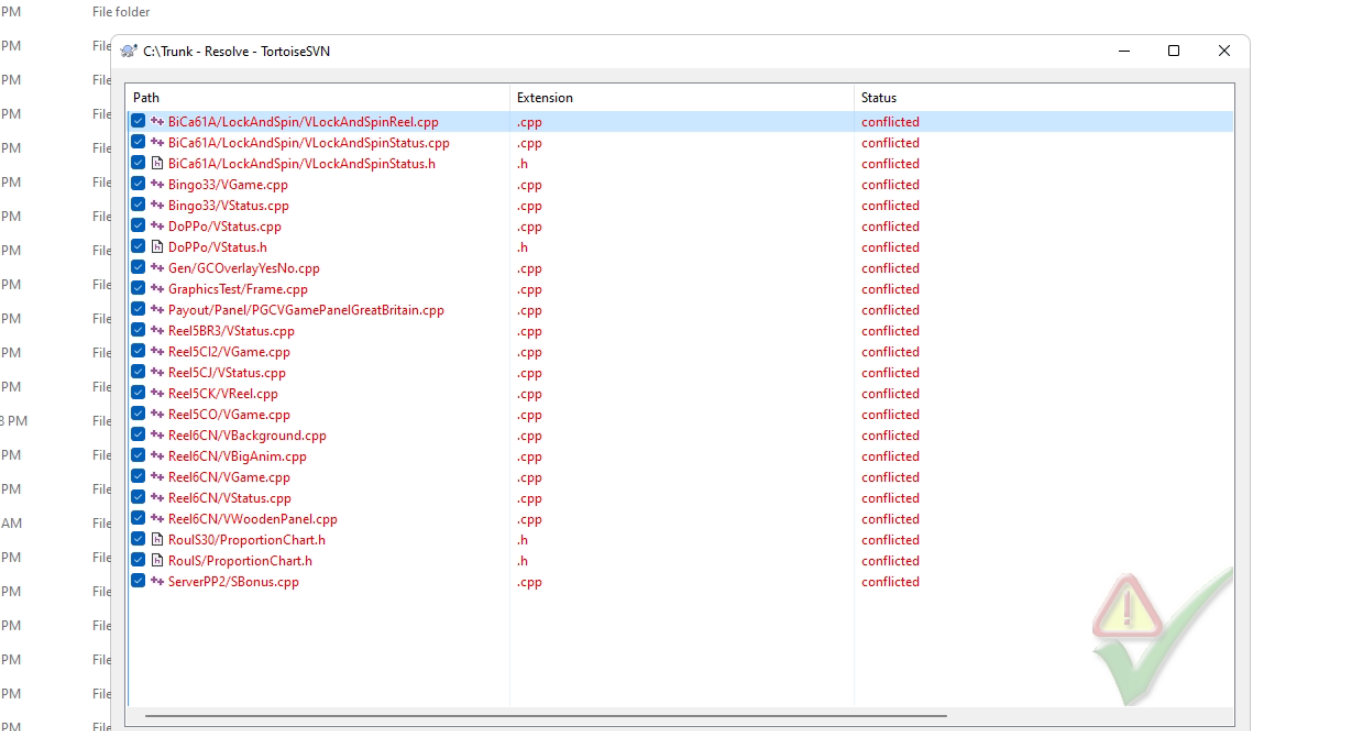 PM File folder
PM File
C:\Trunk - Resolve - TortoiseSVN
PM File
Path Extension Status
PM File
BiCa61A/LockAndSpin/VLockAndSpinReel.cpp .cpp conflicted
BiCa61A/LockAndSpin/VLockAndSpinStatus.cpp .cpp conflicted
PM File
BiCa61A/LockAndSpin/VLockAndSpinStatus.h .h conflicted
PM File
Bingo33/VGame.cpp .cpp conflicted
Bingo33/VStatus.cpp .cpp conflicted
PM File
DoPPo/VStatus.cpp .cpp conflicted
DoPPo/VStatus.h .h conflicted
PM File
Gen/GCOverlayYesNo.cpp .cpp conflicted
PM File
GraphicsTest/Frame.cpp .cpp conflicted
Payout/Panel/PGCVGamePanelGreatBritain.cpp .cpp conflicted
PM File
Reel5BR3/VStatus.cpp .cpp conflicted
PM File
Reel5CI2/VGame.cpp .cpp conflicted
Reel5CJ/VStatus.cpp .cpp conflicted
PM File
Reel5CK/VReel.cpp .cpp conflicted
Reel5CO/VGame.cpp .cpp conflicted
8 PM File
Reel6CN/VBackground.cpp .cpp conflicted
PM File
Reel6CN/VBigAnim.cpp .cpp conflicted
Reel6CN/VGame.cpp .cpp conflicted
PM File
Reel6CN/VStatus.cpp .cpp conflicted
AM File
Reel6CN/VWoodenPanel.cpp .cpp conflicted
RoulS30/ProportionChart.h .h conflicted
PM File
RoulS/ProportionChart.h .h conflicted
ServerPP2/SBonus.cpp .cpp conflicted
PM File
PM File
PM File
PM File
PM File